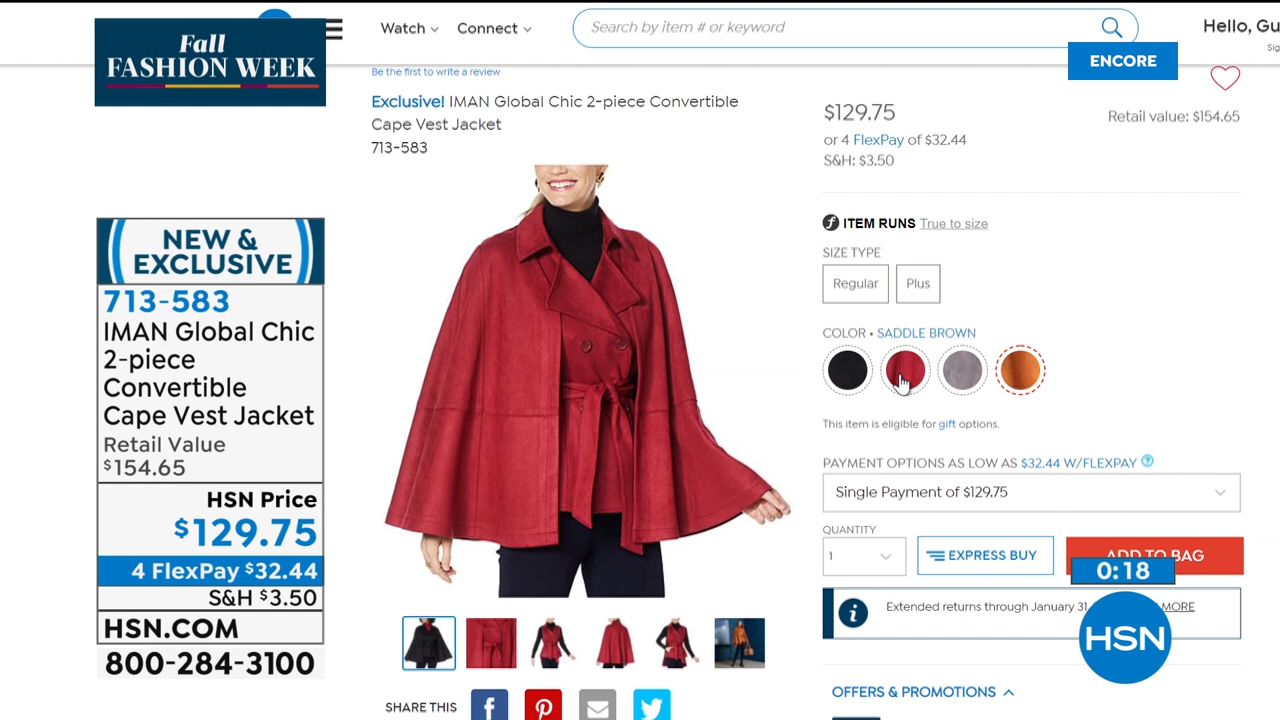 Fall
FASHION WEEK
Watch
Connect
Search by item # or keyword
Hello, Gu
Sig
ENCORE
NEW &
EXCLUSIVE
713-583
IMAN Global Chic
2-piece
Convertible
Cape Vest Jacket
Retail Value
$154.65
HSN Price
$129.75
4 FlexPay $32.44
S&H $3.50
HSN.COM
800-284-3100
Be the first to write a review
Exclusive! IMAN Global Chic 2-piece Convertible
Cape Vest Jacket
713-583
SHARE THIS
$129.75
Retail value: $154.65
or 4 FlexPay of $32.44
S&H: $3.50
ITEM RUNS True to size
SIZE TYPE
Regular
Plus
COLOR • SADDLE BROWN
This item is eligible for gift options.
PAYMENT OPTIONS AS LOW AS $32.44 W/FLEXPAY ?
Single Payment of $129.75
QUANTITY
1
EXPRESS BUY
ADD TO BAG
0:18
Extended returns through January 31
MORE
HSN
OFFERS & PROMOTIONS